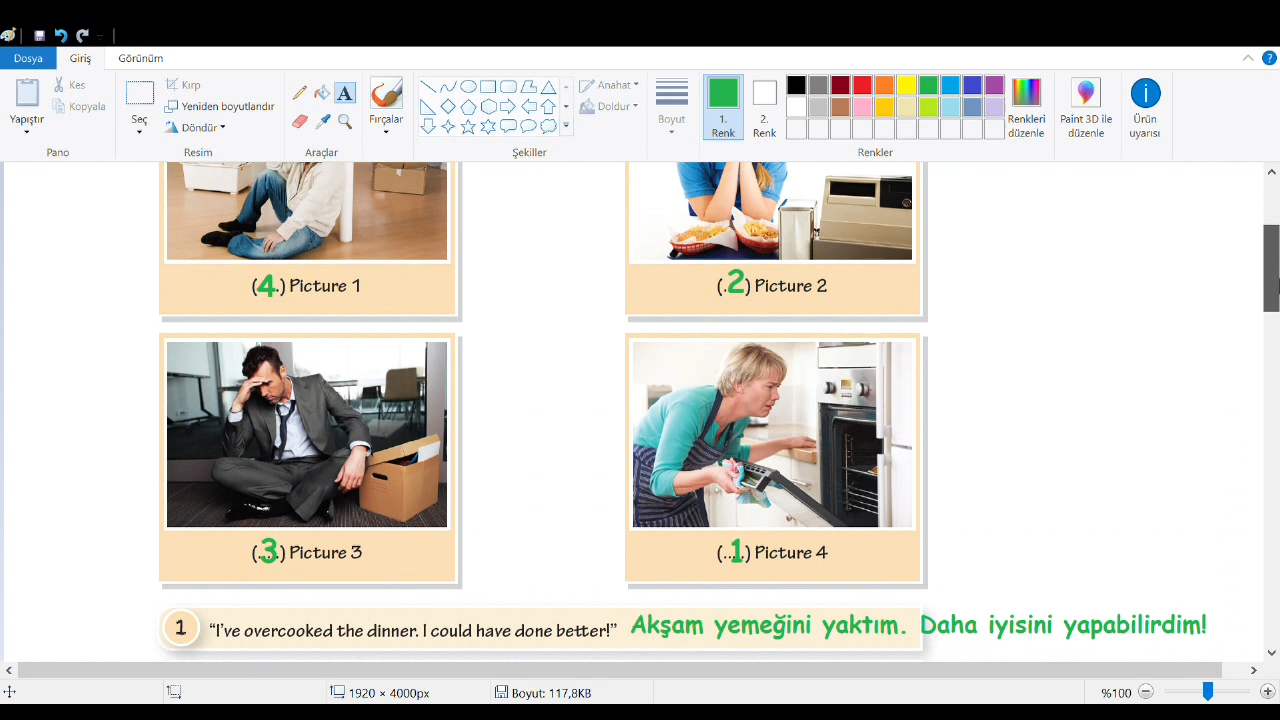 Dosya Giriş Görünüm
Yapıştır Kes Kopyala
Seç Kırp Yeniden boyutlandır Döndür
A
Fırçalar
Anahat Doldur
Boyut
1. Renk 2. Renk
Renkleri düzenle
Paint 3D ile düzenle
Ürün uyarısı
Pano Resim Araçlar Şekiller Renkler
(.4.) Picture 1
(.2) Picture 2
(.3.) Picture 3
(..1.) Picture 4
1 “I've overcooked the dinner. I could have done better!” Akşam yemeğini yaktım. Daha iyisini yapabilirdim!
1920 × 4000px Boyut: 117,8KB %100